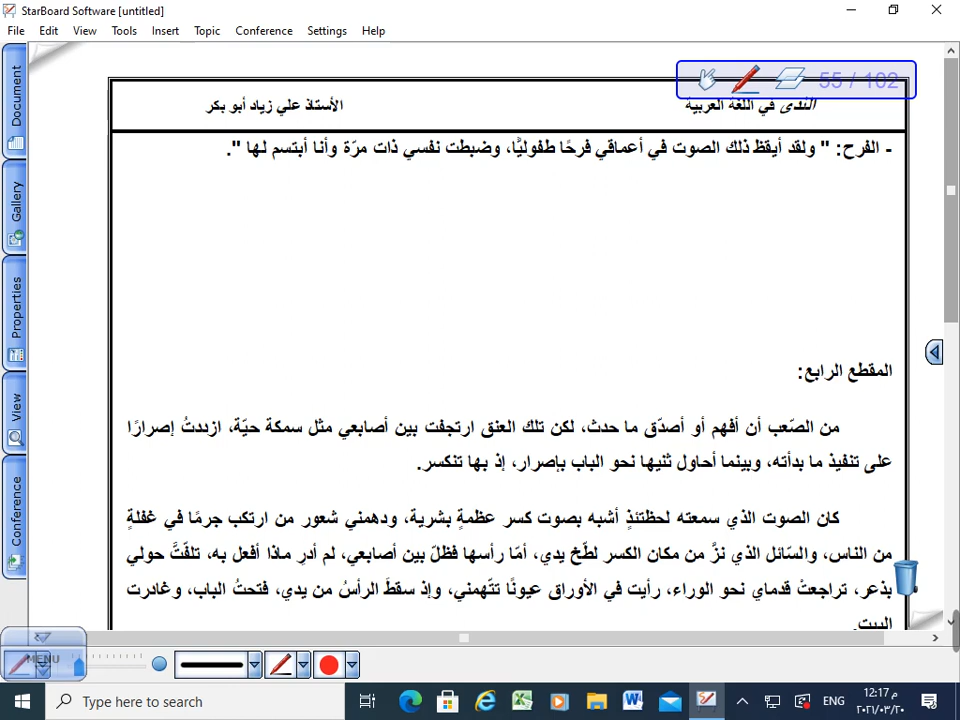 StarBoard Software [untitled]
File Edit View Tools Insert Topic Conference Settings Help
Document
Gallery
Properties
View
Conference
55 / 102
الندى في اللغة العربية
الأستاذ علي زياد أبو بكر
- الفرح: " ولقد أيقظ ذلك الصوت في أعماقي فرحًا طفوليًّا، وضبطت نفسي ذات مرّة وأنا أبتسم لها ".
المقطع الرابع:
من الصّعب أن أفهم أو أصدّق ما حدث، لكن تلك العنق ارتجفت بين أصابعي مثل سمكة حيّة، ازددتُ إصرارًا
على تنفيذ ما بدأته، وبينما أحاول ثنيها نحو الباب بإصرار، إذ بها تنكسر.
كان الصوت الذي سمعته لحظتئذٍ أشبه بصوت كسر عظمةٍ بشرية، ودهمني شعور من ارتكب جرمًا في غفلةٍ
من الناس، والسّائل الذي نزَّ من مكان الكسر لطّخ يدي، أمّا رأسها فظلّ بين أصابعي، لم أدرِ ماذا أفعل به، تلفّتَّ حولي
بذعر، تراجعتْ قدماي نحو الوراء، رأيت في الأوراق عيونًا تتّهمني، وإذ سقطَ الرأسُ من يدي، فتحتُ الباب، وغادرت
البيت.
MENU
Type here to search
ENG
12:17 م
٢٠٢١/٠٣/٢٠